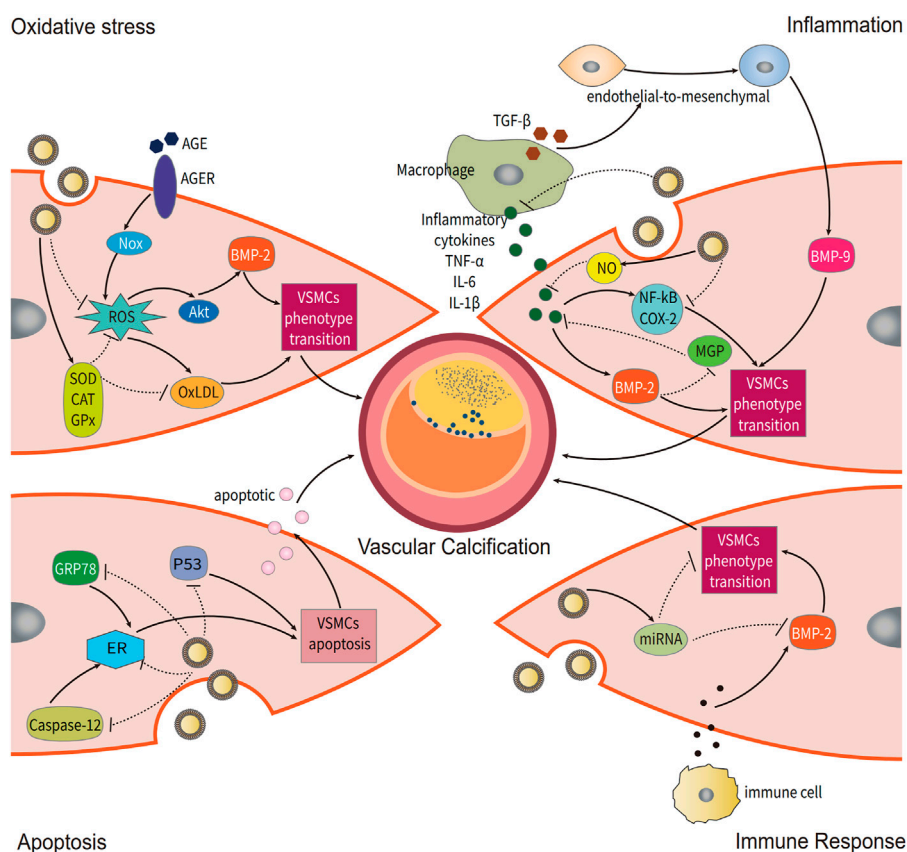 Oxidative stress
Inflammation
AGE
AGER
Nox
BMP-2
ROS
Akt
VSMCs
phenotype
transition
SOD
CAT
GPx
OxLDL
endothelial-to-mesenchymal
TGF-β
Macrophage
Inflammatory
cytokines
TNF-α
IL-6
IL-1β
NO
NF-kB
COX-2
BMP-9
MGP
BMP-2
VSMCs
phenotype
transition
Vascular Calcification
apoptotic
GRP78
P53
ER
VSMCs
apoptosis
Caspase-12
VSMCs
phenotype
transition
miRNA
BMP-2
immune cell
Apoptosis
Immune Response